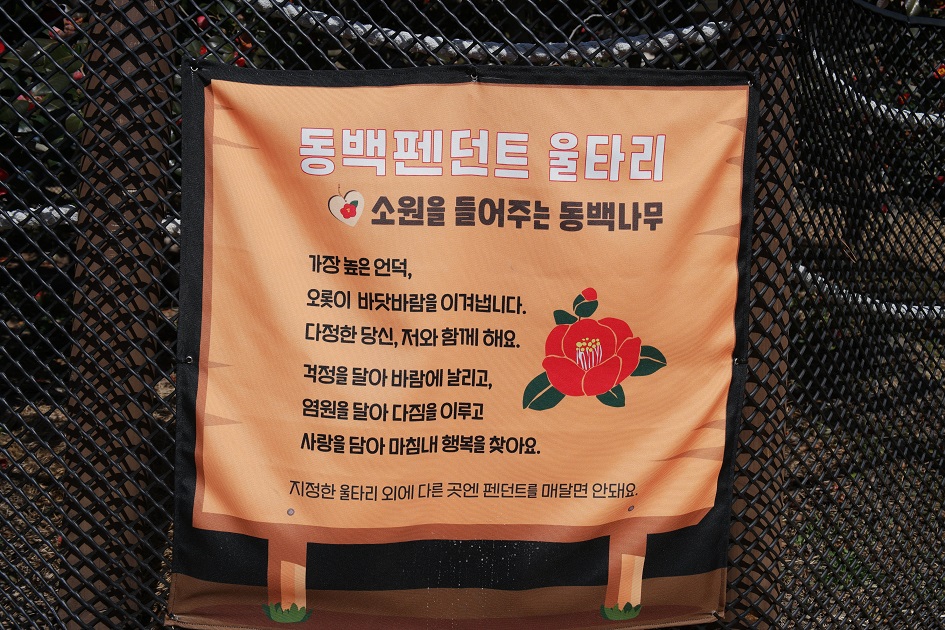 동백펜던트 울타리
소원을 들어주는 동백나무
가장 높은 언덕,
오롯이 바닷바람을 이겨냅니다.
다정한 당신, 저와 함께 해요.
걱정을 달아 바람에 날리고,
염원을 달아 다짐을 이루고
사랑을 담아 마침내 행복을 찾아요.
지정한 울타리 외에 다른 곳엔 펜던트를 매달면 안돼요.